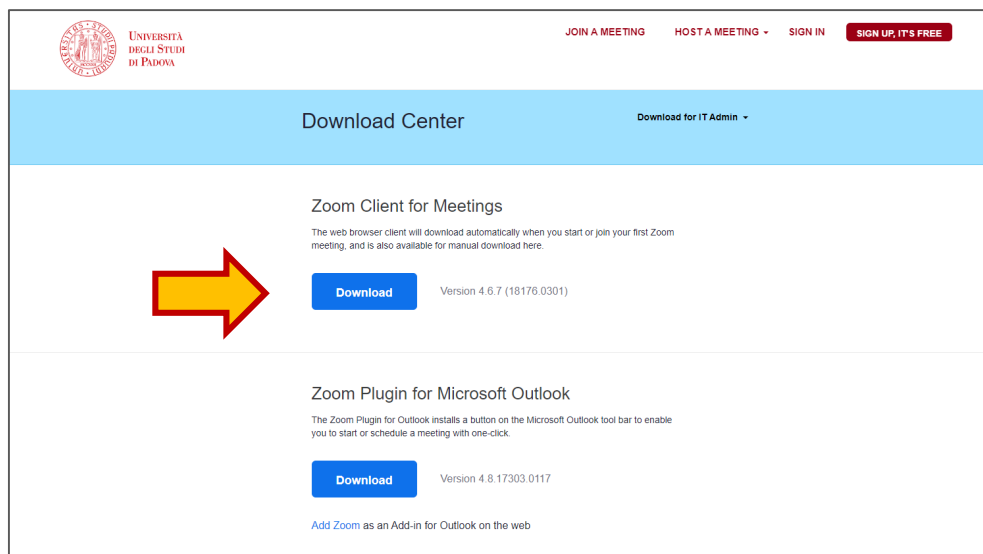 UNIVERSITÀ
DEGLI STUDI
DI PADOVA
JOIN A MEETING
HOST A MEETING
SIGN IN
SIGN UP, IT'S FREE
Download Center
Download for IT Admin
Zoom Client for Meetings
The web browser client will download automatically when you start or join your first Zoom
meeting, and is also available for manual download here.
Download
Version 4.6.7 (18176.0301)
Zoom Plugin for Microsoft Outlook
The Zoom Plugin for Outlook installs a button on the Microsoft Outlook tool bar to enable
you to start or schedule a meeting with one-click.
Download
Version 4.8.17303.0117
Add Zoom as an Add-in for Outlook on the web